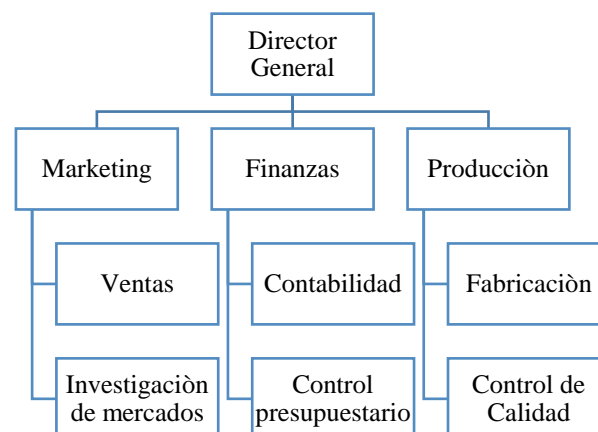 Director
General
Marketing
Finanzas
Producciòn
Ventas
Contabilidad
Fabricaciòn
Investigaciòn
de mercados
Control
presupuestario
Control de
Calidad